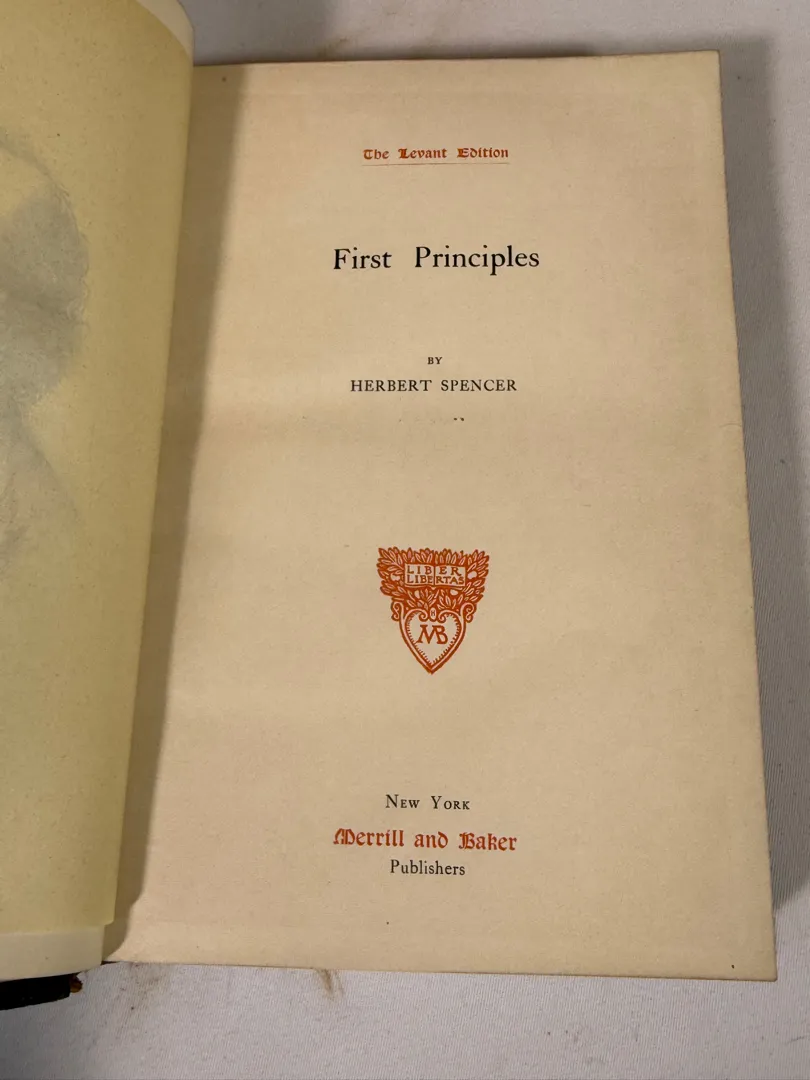 The Levant Edition
First Principles
BY
HERBERT SPENCER
LIBER
LIBERTAS
MB
NEW YORK
Merrill and Baker
Publishers